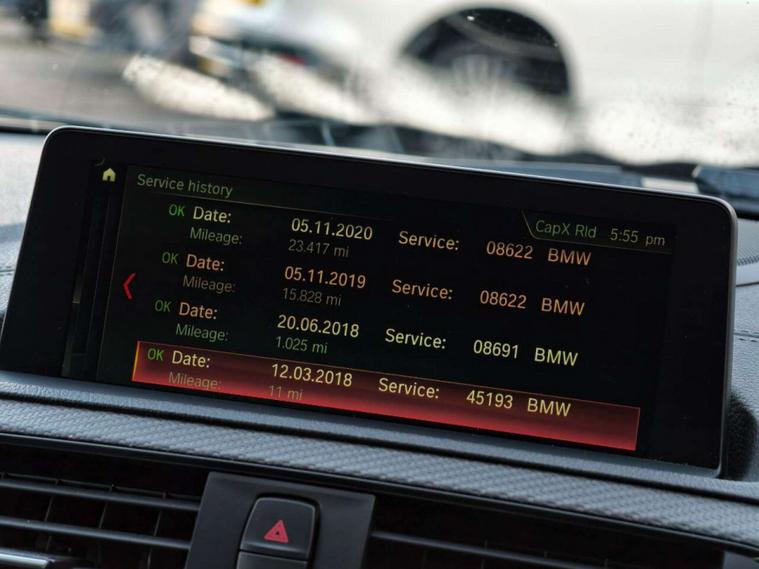 Service history
CapX Rld 5:55 pm
OK Date: 05.11.2020 Service: 08622 BMW
Mileage: 23.417 mi
OK Date: 05.11.2019 Service: 08622 BMW
Mileage: 15.828 mi
OK Date: 20.06.2018 Service: 08691 BMW
Mileage: 1.025 mi
OK Date: 12.03.2018 Service: 45193 BMW
Mileage: 11 mi